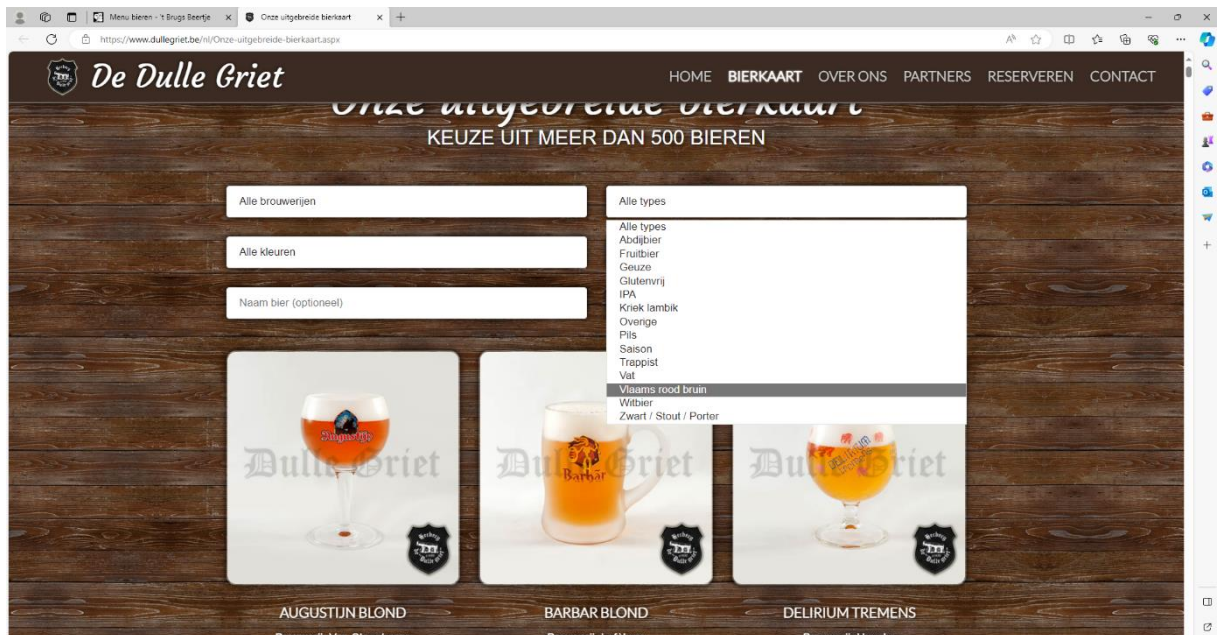 Menu bieren - 't Brugs Beertje
Onze uitgebreide bierkaart
https://www.dullegriet.be/nl/Onze-uitgebreide-bierkaart.aspx
De Dulle Griet
HOME BIERKAART OVER ONS PARTNERS RESERVEREN CONTACT
Onze uitgebreide bierkaart
KEUZE UIT MEER DAN 500 BIEREN
Alle brouwerijen
Alle types
Alle kleuren
Naam bier (optioneel)
Alle types
Abdijbier
Fruitbier
Geuze
Glutenvrij
IPA
Kriek lambik
Overige
Pils
Saison
Trappist
Vat
Vlaams rood bruin
Witbier
Zwart / Stout / Porter
Dulle Griet
Augustijn
Dulle Griet
Barbar
Dulle Griet
AUGUSTIJN BLOND
BARBAR BLOND
DELIRIUM TREMENS